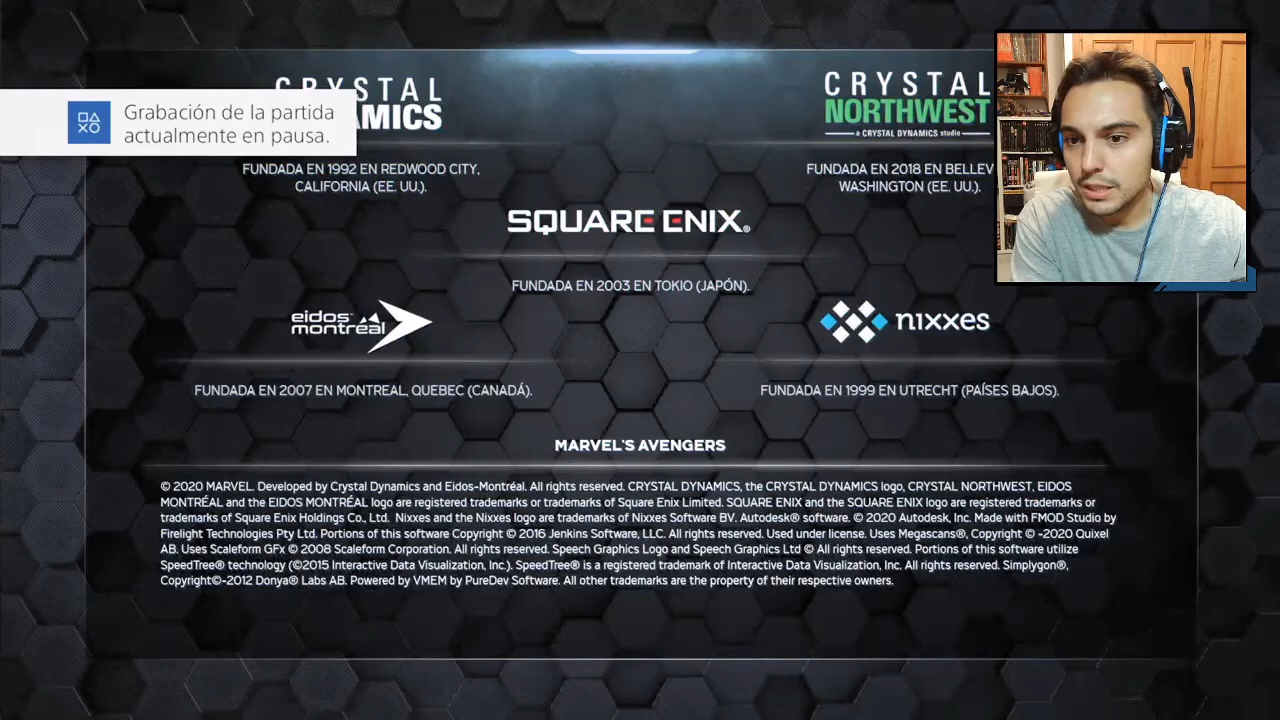 CRYSTAL
AMICS
CRYSTAL
NORTHWEST
a CRYSTAL DYNAMICS studio
Grabación de la partida
actualmente en pausa.
FUNDADA EN 1992 EN REDWOOD CITY,
CALIFORNIA (EE. UU.).
FUNDADA EN 2018 EN BELLEV
WASHINGTON (EE. UU.).
SQUARE ENIX®
FUNDADA EN 2003 EN TOKIO (JAPÓN).
eidos™
montréal
nixxes
FUNDADA EN 2007 EN MONTREAL, QUEBEC (CANADÁ).
FUNDADA EN 1999 EN UTRECHT (PAÍSES BAJOS).
MARVEL'S AVENGERS
© 2020 MARVEL. Developed by Crystal Dynamics and Eidos-Montréal. All rights reserved. CRYSTAL DYNAMICS, the CRYSTAL DYNAMICS logo, CRYSTAL NORTHWEST, EIDOS
MONTRÉAL and the EIDOS MONTRÉAL logo are registered trademarks or trademarks of Square Enix Limited. SQUARE ENIX and the SQUARE ENIX logo are registered trademarks or
trademarks of Square Enix Holdings Co., Ltd. Nixxes and the Nixxes logo are trademarks of Nixxes Software BV. Autodesk® software. © 2020 Autodesk, Inc. Made with FMOD Studio by
Firelight Technologies Pty Ltd. Portions of this software Copyright © 2016 Jenkins Software, LLC. All rights reserved. Used under license. Uses Megascans®, Copyright © -2020 Quixel
AB. Uses Scaleform GFx © 2008 Scaleform Corporation. All rights reserved. Speech Graphics Logo and Speech Graphics Ltd © All rights reserved. Portions of this software utilize
SpeedTree® technology (©2015 Interactive Data Visualization, Inc.). SpeedTree® is a registered trademark of Interactive Data Visualization, Inc. All rights reserved. Simplygon®,
Copyright©-2012 Donya® Labs AB. Powered by VMEM by PureDev Software. All other trademarks are the property of their respective owners.